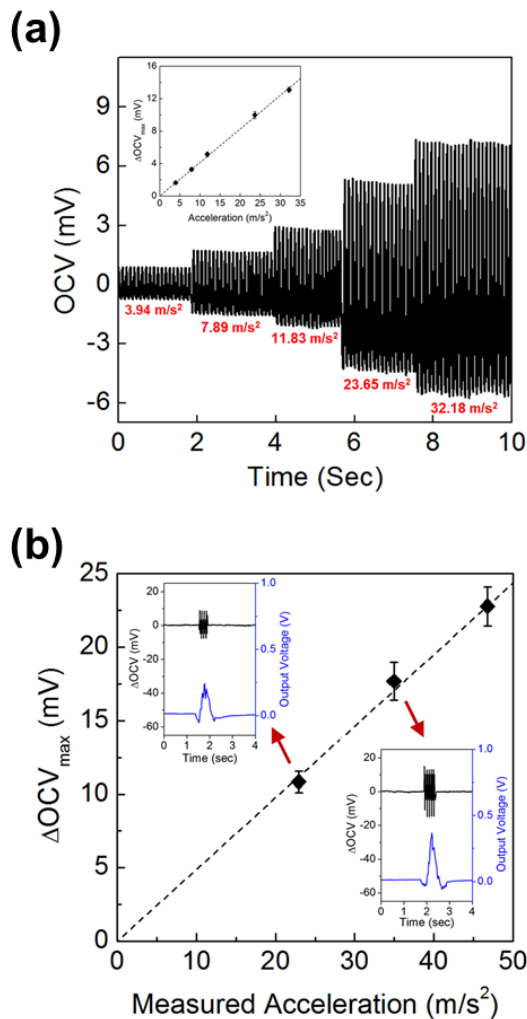 (a)
OCV (mV)
9
6
3
0
-3
-6
ΔOCVmax (mV)
16
12
8
4
0
0 5 10 15 20 25 30 35
Acceleration (m/s²)
3.94 m/s²
7.89 m/s²
11.83 m/s²
23.65 m/s²
32.18 m/s²
0 2 4 6 8 10
Time (Sec)
(b)
ΔOCVmax (mV)
25
20
15
10
5
0
ΔOCV (mV)
20
0
-20
-40
-60
Output Voltage (V)
1.0
0.5
0.0
0 1 2 3 4
Time (sec)
ΔOCV (mV)
20
0
-20
-40
-60
Output Voltage (V)
1.0
0.5
0.0
0 1 2 3 4
Time (sec)
0 10 20 30 40 50
Measured Acceleration (m/s²)